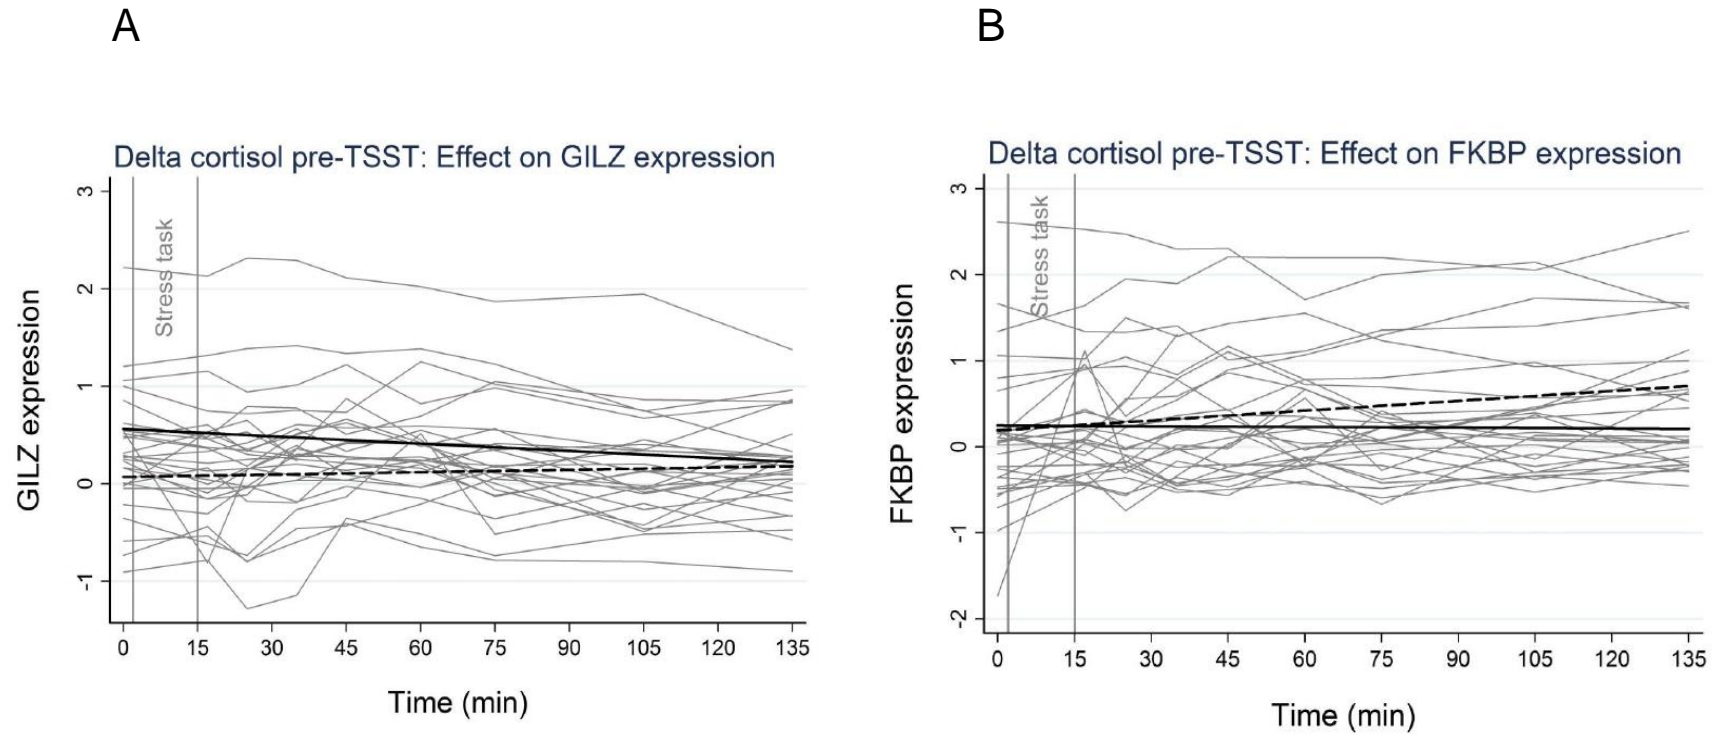 A
B
Delta cortisol pre-TSST: Effect on GILZ expression
3
2
1
0
-1
GILZ expression
Stress task
0 15 30 45 60 75 90 105 120 135
Time (min)
Delta cortisol pre-TSST: Effect on FKBP expression
3
2
1
0
-1
-2
FKBP expression
Stress task
0 15 30 45 60 75 90 105 120 135
Time (min)